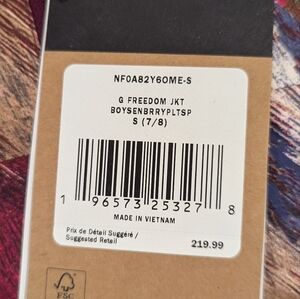 NF0A82Y6OME-S
G FREEDOM JKT
BOYSENBRRYPLTSP
S (7/8)
1 96573 25327 8
MADE IN VIETNAM
Prix de Détail Suggéré /
Suggested Retail
219.99
FSC